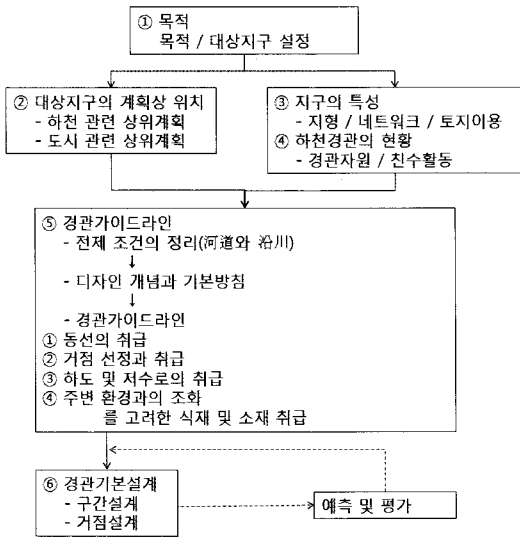 ① 목적
목적 / 대상지구 설정
② 대상지구의 계획상 위치
- 하천 관련 상위계획
- 도시 관련 상위계획
③ 지구의 특성
- 지형 / 네트워크 / 토지이용
④ 하천경관의 현황
- 경관자원 / 친수활동
⑤ 경관가이드라인
- 전제 조건의 정리(河道와 沿川)
↓
- 디자인 개념과 기본방침
↓
- 경관가이드라인
① 동선의 취급
② 거점 선정과 취급
③ 하도 및 저수로의 취급
④ 주변 환경과의 조화
를 고려한 식재 및 소재 취급
⑥ 경관기본설계
- 구간설계
- 거점설계
예측 및 평가